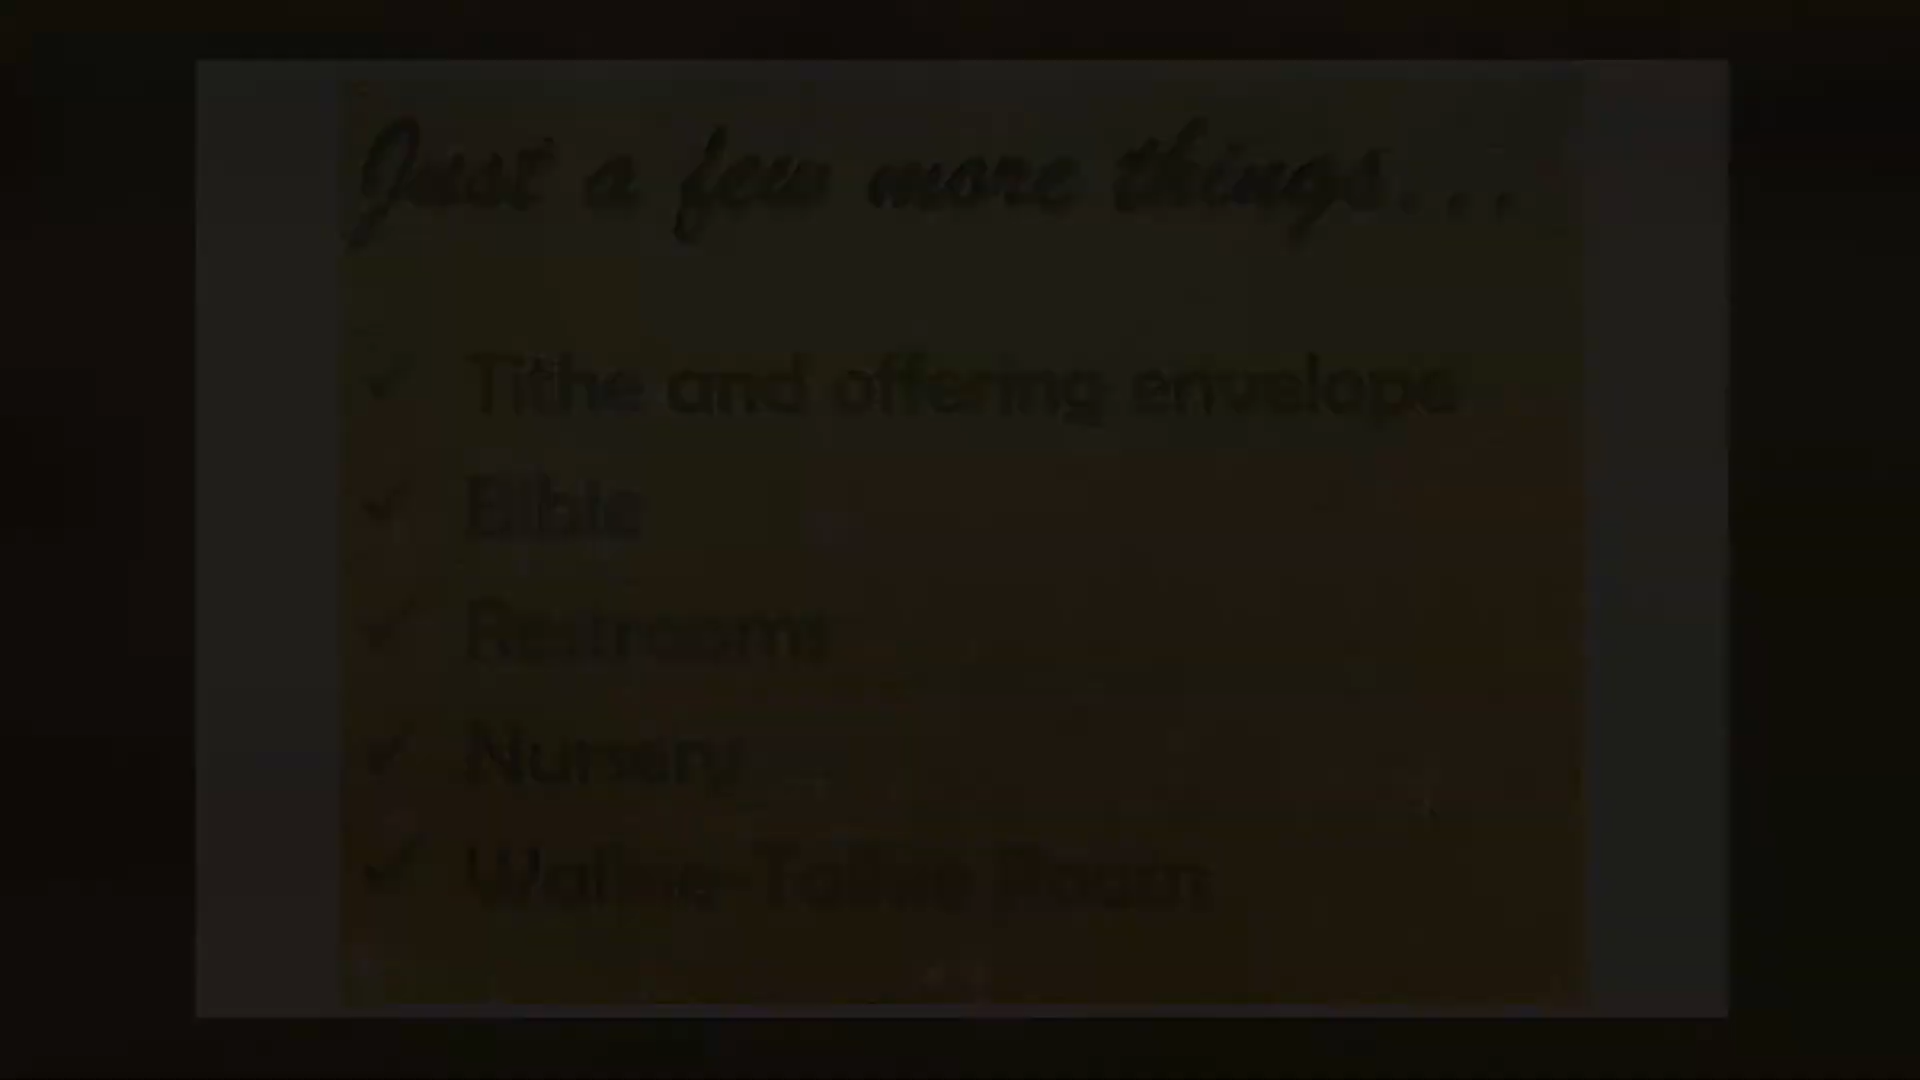 Just a few more things...
Tithe and offering envelope
Bible
Restrooms
Nursery
Walkie-Talkie Room